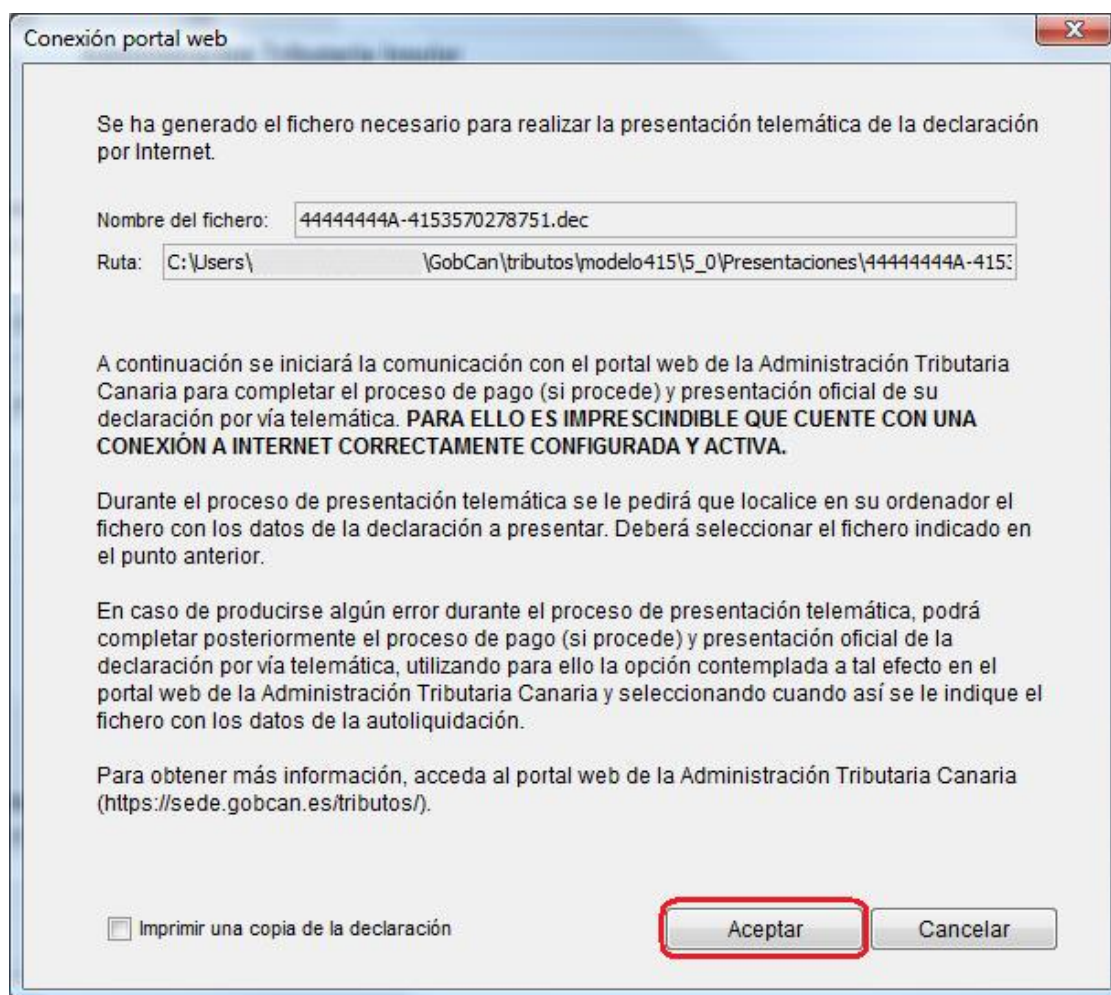 Conexión portal web
Se ha generado el fichero necesario para realizar la presentación telemática de la declaración
por Internet.
Nombre del fichero: 44444444A-4153570278751.dec
Ruta: C:\Users\ \GobCan\tributos\modelo415\5_0\Presentaciones\44444444A-415
A continuación se iniciará la comunicación con el portal web de la Administración Tributaria
Canaria para completar el proceso de pago (si procede) y presentación oficial de su
declaración por vía telemática. PARA ELLO ES IMPRESCINDIBLE QUE CUENTE CON UNA
CONEXIÓN A INTERNET CORRECTAMENTE CONFIGURADA Y ACTIVA.
Durante el proceso de presentación telemática se le pedirá que localice en su ordenador el
fichero con los datos de la declaración a presentar. Deberá seleccionar el fichero indicado en
el punto anterior.
En caso de producirse algún error durante el proceso de presentación telemática, podrá
completar posteriormente el proceso de pago (si procede) y presentación oficial de la
declaración por vía telemática, utilizando para ello la opción contemplada a tal efecto en el
portal web de la Administración Tributaria Canaria y seleccionando cuando así se le indique el
fichero con los datos de la autoliquidación.
Para obtener más información, acceda al portal web de la Administración Tributaria Canaria
(https://sede.gobcan.es/tributos/).
Imprimir una copia de la declaración
Aceptar
Cancelar